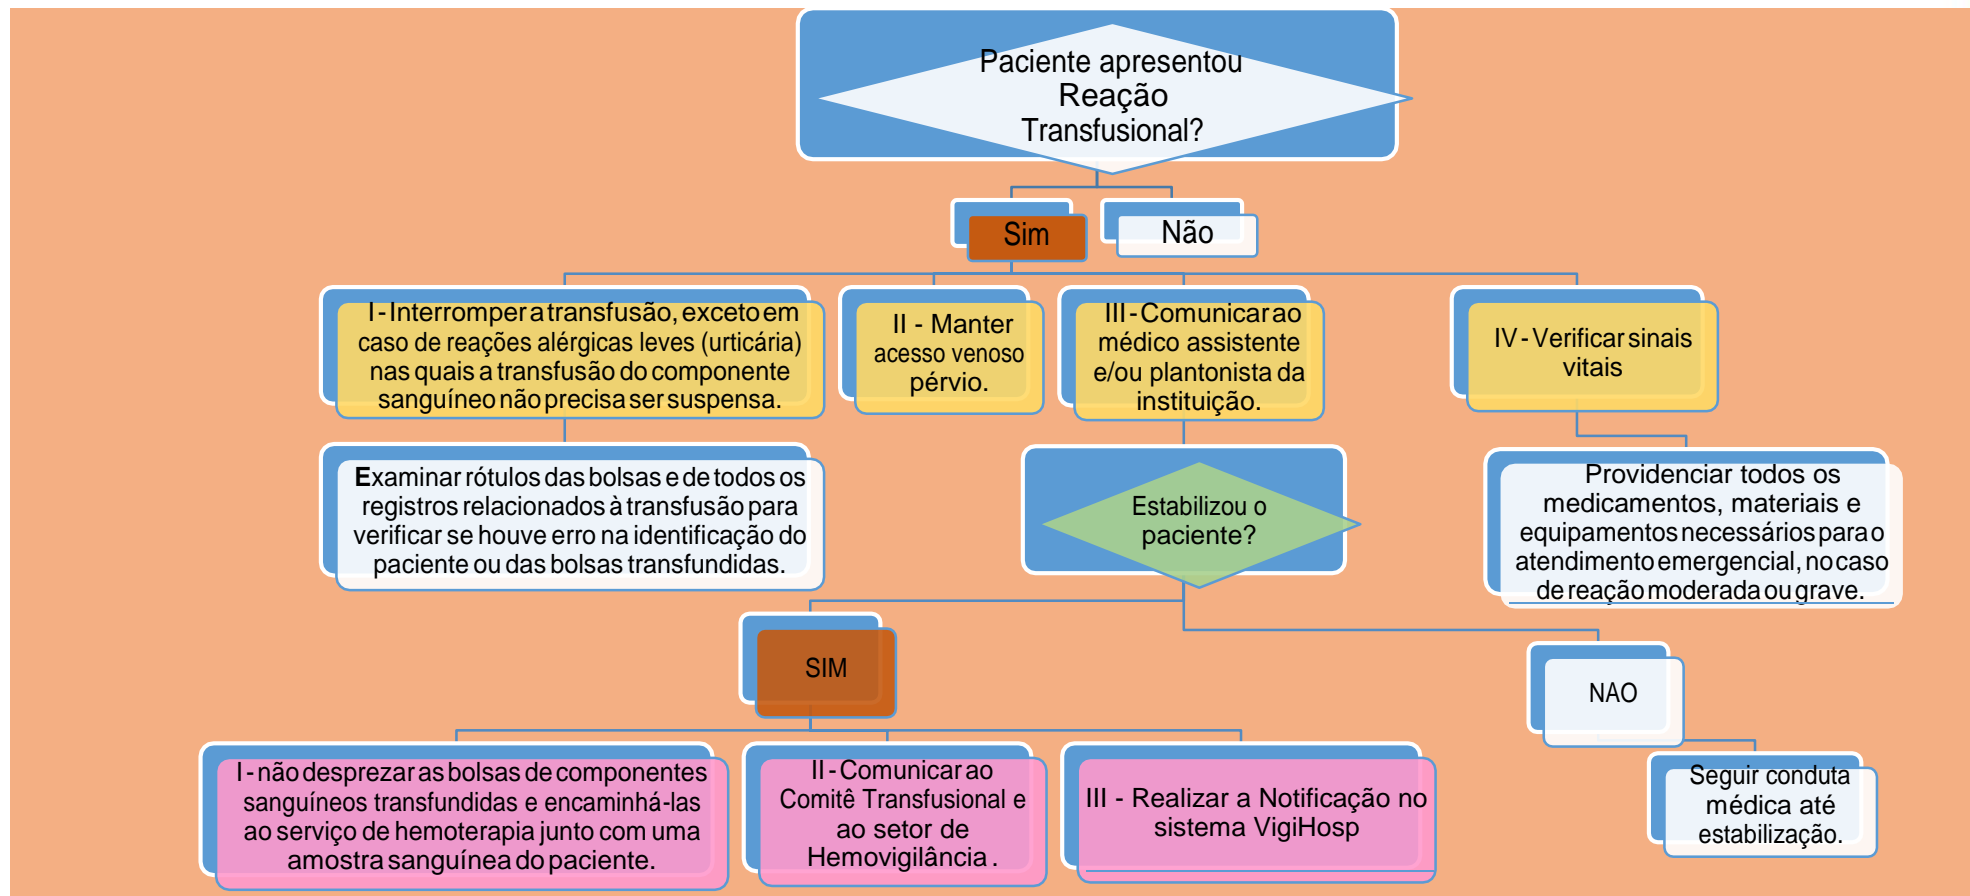 Paciente apresentou
Reação
Transfusional?
Sim
Não
I - Interromper a transfusão, exceto em
caso de reações alérgicas leves (urticária)
nas quais a transfusão do componente
sanguíneo não precisa ser suspensa.
II - Manter
acesso venoso
pérvio.
III - Comunicar ao
médico assistente
e/ou plantonista da
instituição.
IV - Verificar sinais
vitais
Examinar rótulos das bolsas e de todos os
registros relacionados à transfusão para
verificar se houve erro na identificação do
paciente ou das bolsas transfundidas.
Estabilizou o
paciente?
Providenciar todos os
medicamentos, materiais e
equipamentos necessários para o
atendimento emergencial, no caso
de reação moderada ou grave.
SIM
NAO
I - não desprezar as bolsas de componentes
sanguíneos transfundidas e encaminhá-las
ao serviço de hemoterapia junto com uma
amostra sanguínea do paciente.
II - Comunicar ao
Comitê Transfusional e
ao setor de
Hemovigilância .
III - Realizar a Notificação no
sistema VigiHosp
Seguir conduta
médica até
estabilização.